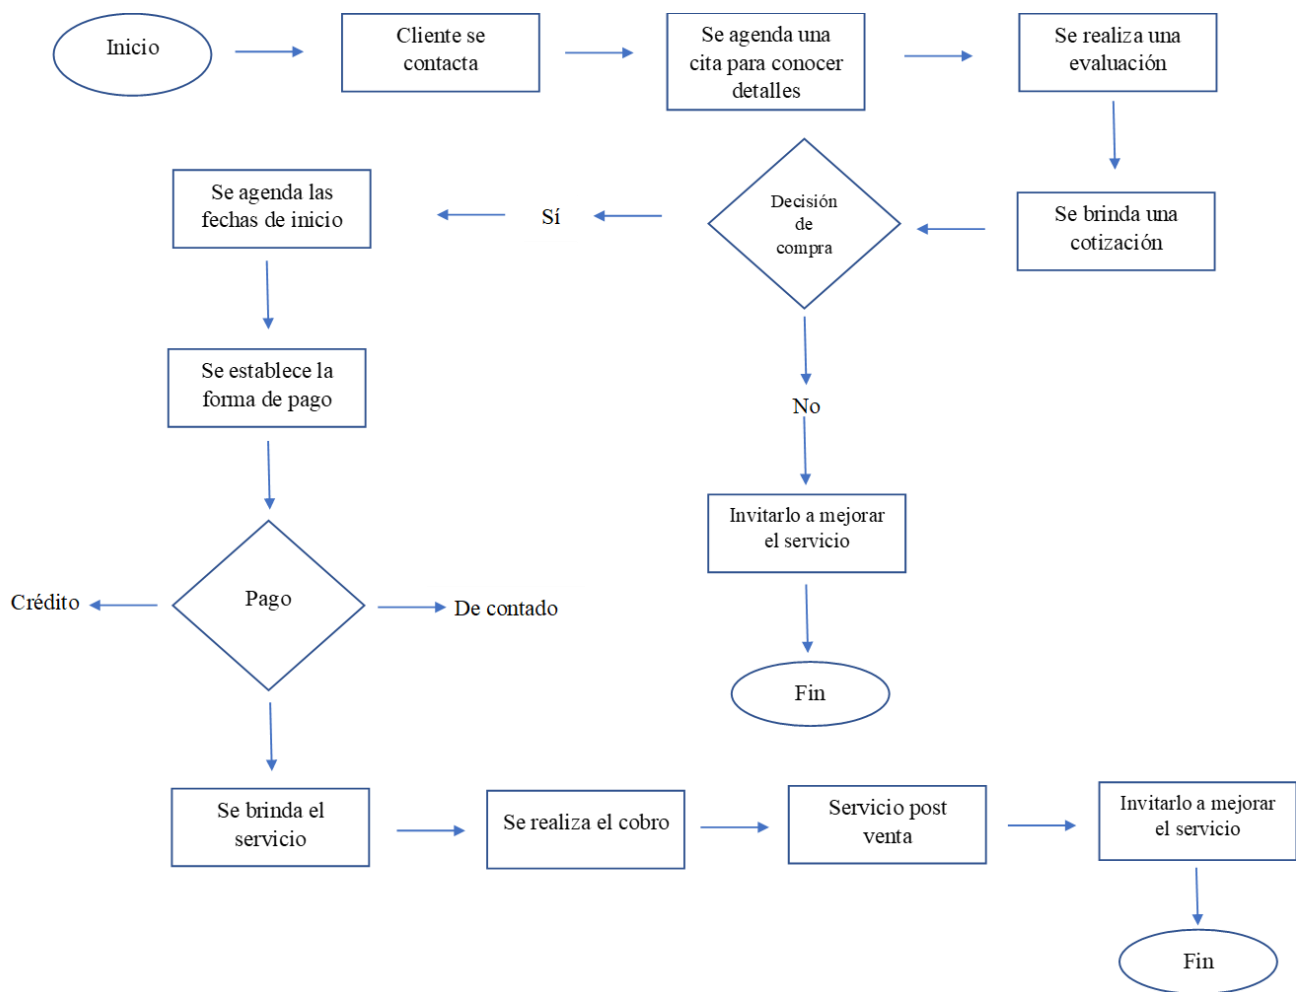 Inicio
Cliente se
contacta
Se agenda una
cita para conocer
detalles
Se realiza una
evaluación
Se brinda una
cotización
Decisión
de
compra
Sí
Se agenda las
fechas de inicio
Se establece la
forma de pago
No
Invitarlo a mejorar
el servicio
Fin
Pago
Crédito
De contado
Se brinda el
servicio
Se realiza el cobro
Servicio post
venta
Invitarlo a mejorar
el servicio
Fin